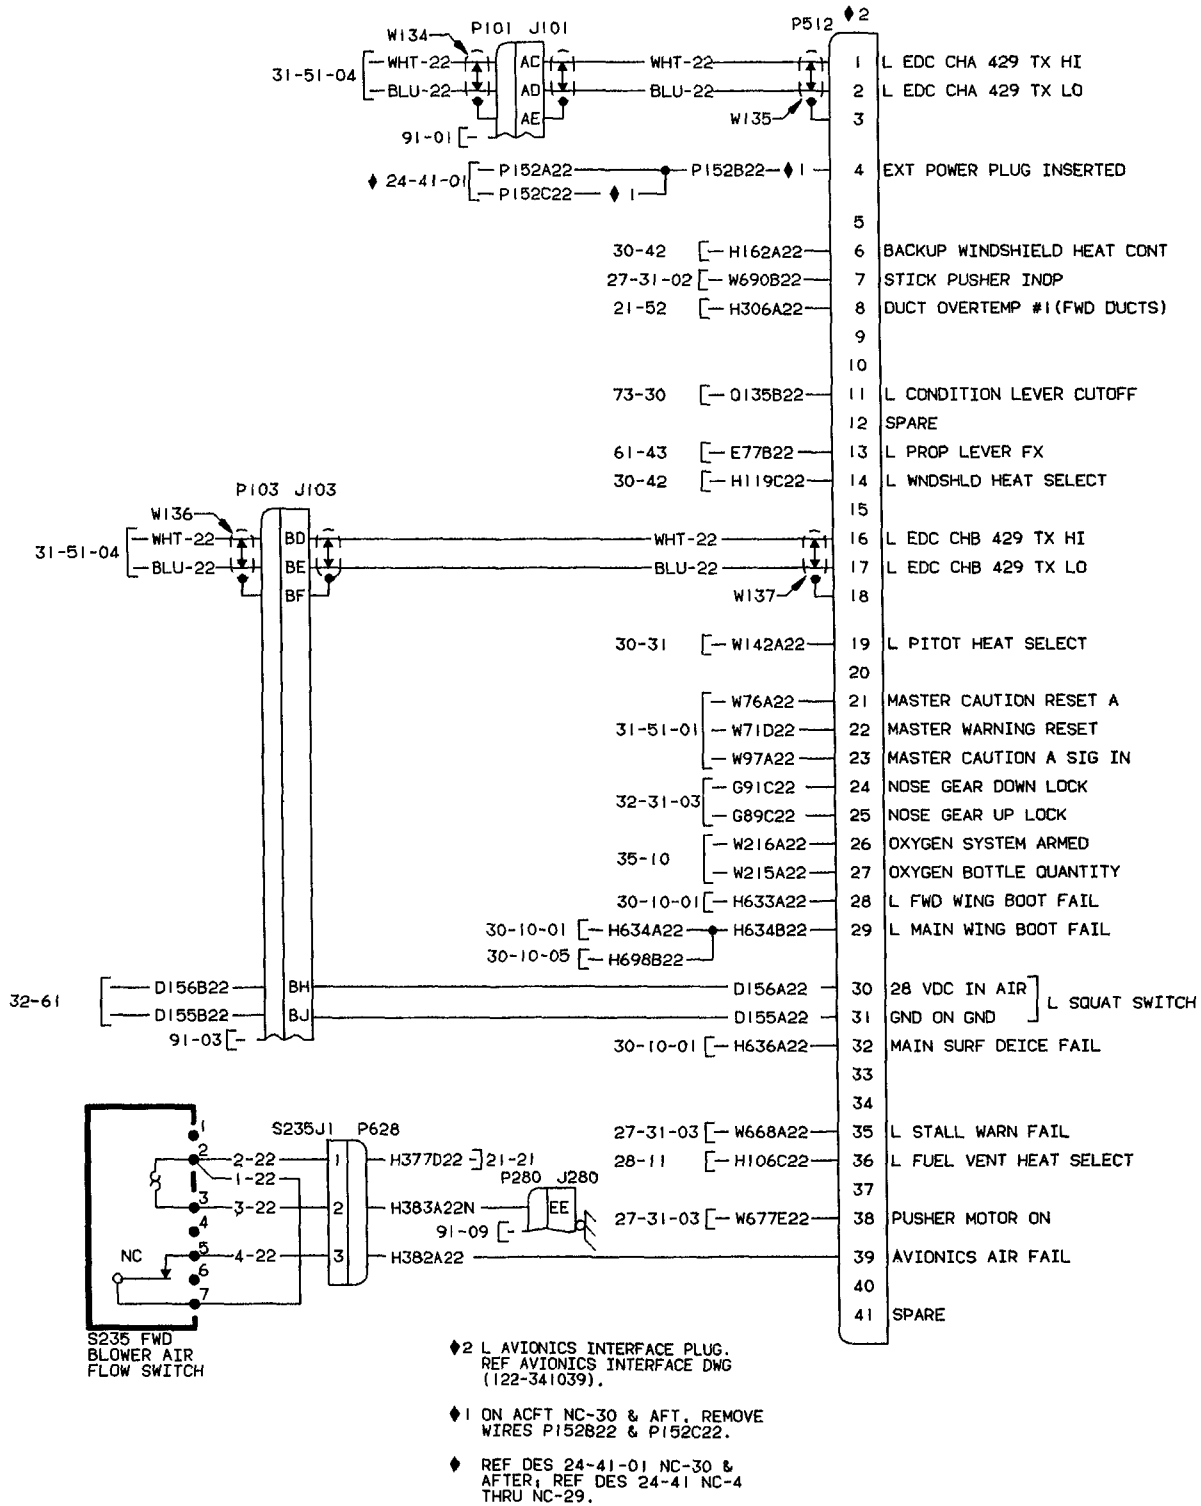 P512 ♦2
W134 P101 J101
31-51-04 WHT-22 AC WHT-22 1 L EDC CHA 429 TX HI
BLU-22 AD BLU-22 2 L EDC CHA 429 TX LO
AE W135 3
91-01
♦ 24-41-01 P152A22 P152B22 ♦1 4 EXT POWER PLUG INSERTED
P152C22 ♦1
5
30-42 H162A22 6 BACKUP WINDSHIELD HEAT CONT
27-31-02 W690B22 7 STICK PUSHER INOP
21-52 H306A22 8 DUCT OVERTEMP #1(FWD DUCTS)
9
10
73-30 Q135B22 11 L CONDITION LEVER CUTOFF
12 SPARE
61-43 E77B22 13 L PROP LEVER FX
30-42 H119C22 14 L WNDSHLD HEAT SELECT
P103 J103
15
W136
31-51-04 WHT-22 BD WHT-22 16 L EDC CHB 429 TX HI
BLU-22 BE BLU-22 17 L EDC CHB 429 TX LO
BF W137 18
30-31 W142A22 19 L PITOT HEAT SELECT
20
31-51-01 W76A22 21 MASTER CAUTION RESET A
W71D22 22 MASTER WARNING RESET
W97A22 23 MASTER CAUTION A SIG IN
32-31-03 G91C22 24 NOSE GEAR DOWN LOCK
G89C22 25 NOSE GEAR UP LOCK
35-10 W216A22 26 OXYGEN SYSTEM ARMED
W215A22 27 OXYGEN BOTTLE QUANTITY
30-10-01 H633A22 28 L FWD WING BOOT FAIL
30-10-01 H634A22 H634B22 29 L MAIN WING BOOT FAIL
30-10-05 H698B22
32-61 D156B22 BH D156A22 30 28 VDC IN AIR L SQUAT SWITCH
D155B22 BJ D155A22 31 GND ON GND
91-03 30-10-01 H636A22 32 MAIN SURF DEICE FAIL
33
34
S235J1 P628
1
27-31-03 W668A22 35 L STALL WARN FAIL
2 2-22 1 H377D22 21-21 28-11 H106C22 36 L FUEL VENT HEAT SELECT
1-22 P280 J280 37
3 3-22 2 H383A22N EE
4 91-09 27-31-03 W677E22 38 PUSHER MOTOR ON
NC 5 4-22 3 H382A22 39 AVIONICS AIR FAIL
6 40
7 41 SPARE
S235 FWD
BLOWER AIR
FLOW SWITCH
♦2 L AVIONICS INTERFACE PLUG.
REF AVIONICS INTERFACE DWG
(122-341039).
♦1 ON ACFT NC-30 & AFT, REMOVE
WIRES P152B22 & P152C22.
♦ REF DES 24-41-01 NC-30 &
AFTER; REF DES 24-41 NC-4
THRU NC-29.